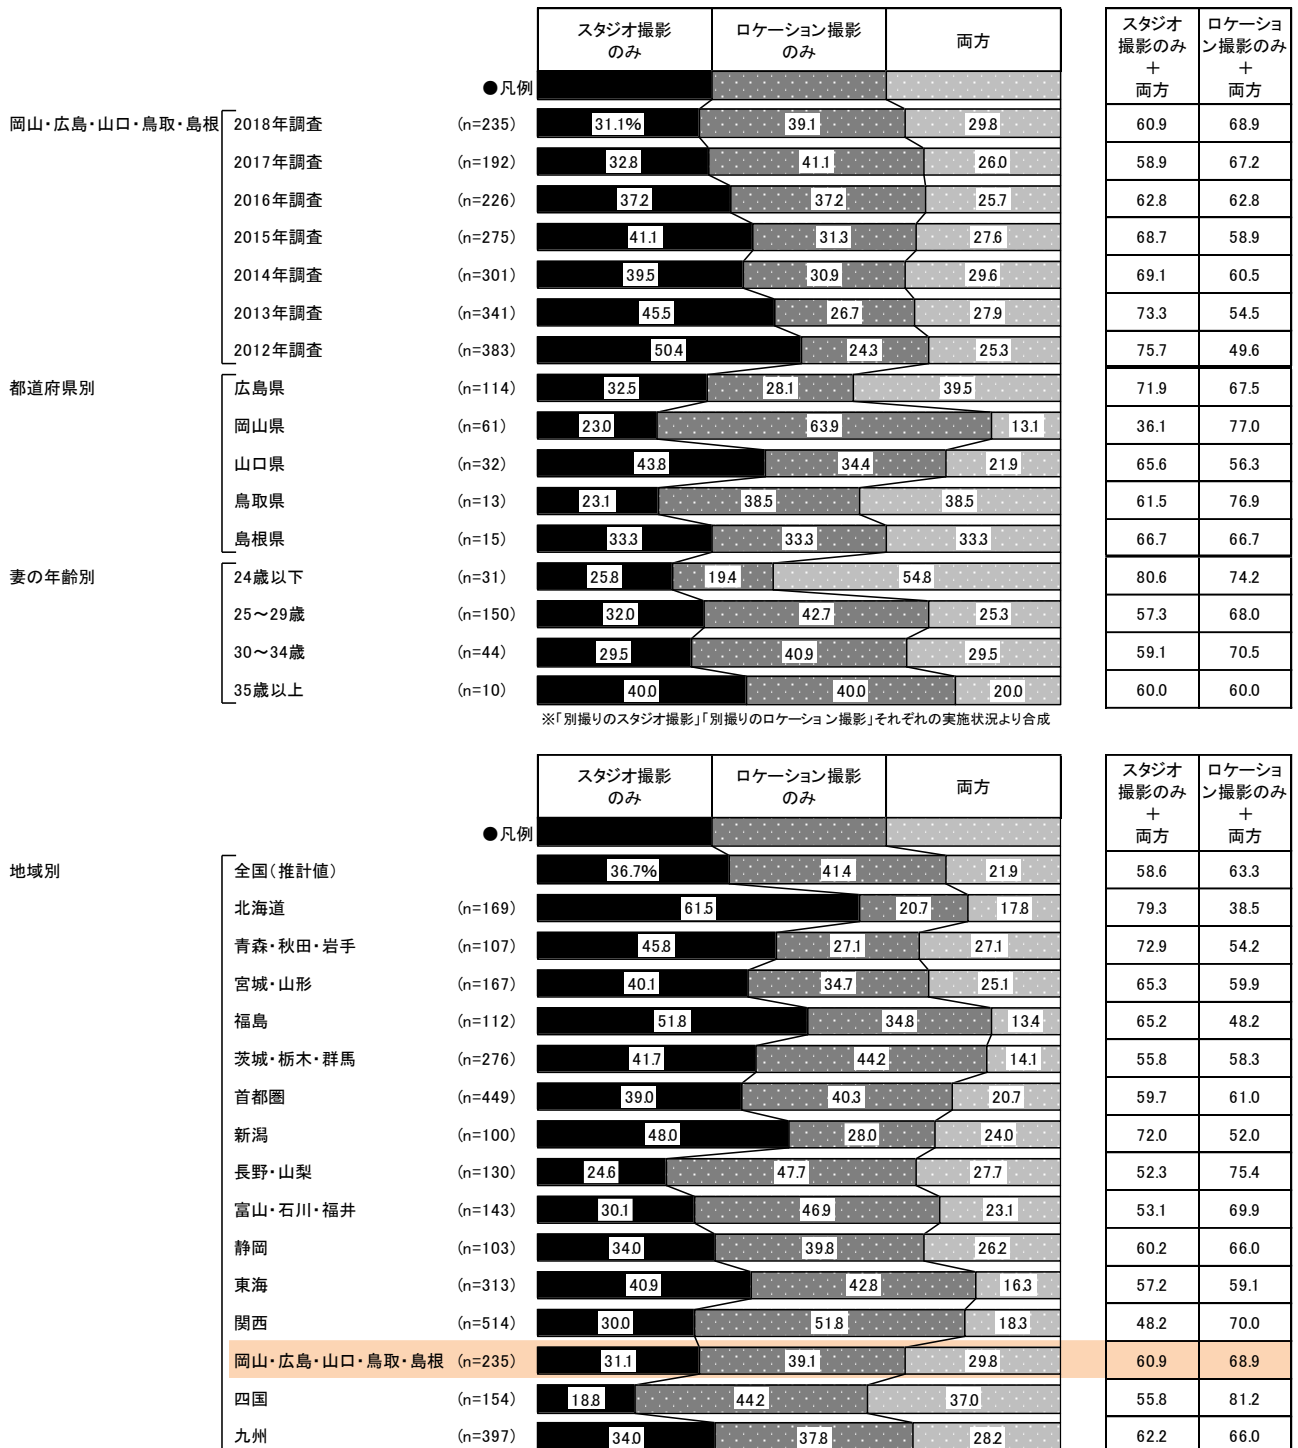 スタジオ撮影のみ ロケーション撮影のみ 両方 スタジオ撮影のみ＋両方 ロケーション撮影のみ＋両方
●凡例
岡山・広島・山口・鳥取・島根 2018年調査 (n=235) 31.1% 39.1 29.8 60.9 68.9
2017年調査 (n=192) 32.8 41.1 26.0 58.9 67.2
2016年調査 (n=226) 37.2 37.2 25.7 62.8 62.8
2015年調査 (n=275) 41.1 31.3 27.6 68.7 58.9
2014年調査 (n=301) 39.5 30.9 29.6 69.1 60.5
2013年調査 (n=341) 45.5 26.7 27.9 73.3 54.5
2012年調査 (n=383) 50.4 24.3 25.3 75.7 49.6
都道府県別 広島県 (n=114) 32.5 28.1 39.5 71.9 67.5
岡山県 (n=61) 23.0 63.9 13.1 36.1 77.0
山口県 (n=32) 43.8 34.4 21.9 65.6 56.3
鳥取県 (n=13) 23.1 38.5 38.5 61.5 76.9
島根県 (n=15) 33.3 33.3 33.3 66.7 66.7
妻の年齢別 24歳以下 (n=31) 25.8 19.4 54.8 80.6 74.2
25～29歳 (n=150) 32.0 42.7 25.3 57.3 68.0
30～34歳 (n=44) 29.5 40.9 29.5 59.1 70.5
35歳以上 (n=10) 40.0 40.0 20.0 60.0 60.0
※「別撮りのスタジオ撮影」「別撮りのロケーション撮影」それぞれの実施状況より合成
スタジオ撮影のみ ロケーション撮影のみ 両方 スタジオ撮影のみ＋両方 ロケーション撮影のみ＋両方
●凡例
地域別 全国（推計値） 36.7% 41.4 21.9 58.6 63.3
北海道 (n=169) 61.5 20.7 17.8 79.3 38.5
青森・秋田・岩手 (n=107) 45.8 27.1 27.1 72.9 54.2
宮城・山形 (n=167) 40.1 34.7 25.1 65.3 59.9
福島 (n=112) 51.8 34.8 13.4 65.2 48.2
茨城・栃木・群馬 (n=276) 41.7 44.2 14.1 55.8 58.3
首都圏 (n=449) 39.0 40.3 20.7 59.7 61.0
新潟 (n=100) 48.0 28.0 24.0 72.0 52.0
長野・山梨 (n=130) 24.6 47.7 27.7 52.3 75.4
富山・石川・福井 (n=143) 30.1 46.9 23.1 53.1 69.9
静岡 (n=103) 34.0 39.8 26.2 60.2 66.0
東海 (n=313) 40.9 42.8 16.3 57.2 59.1
関西 (n=514) 30.0 51.8 18.3 48.2 70.0
岡山・広島・山口・鳥取・島根 (n=235) 31.1 39.1 29.8 60.9 68.9
四国 (n=154) 18.8 44.2 37.0 55.8 81.2
九州 (n=397) 34.0 37.8 28.2 62.2 66.0